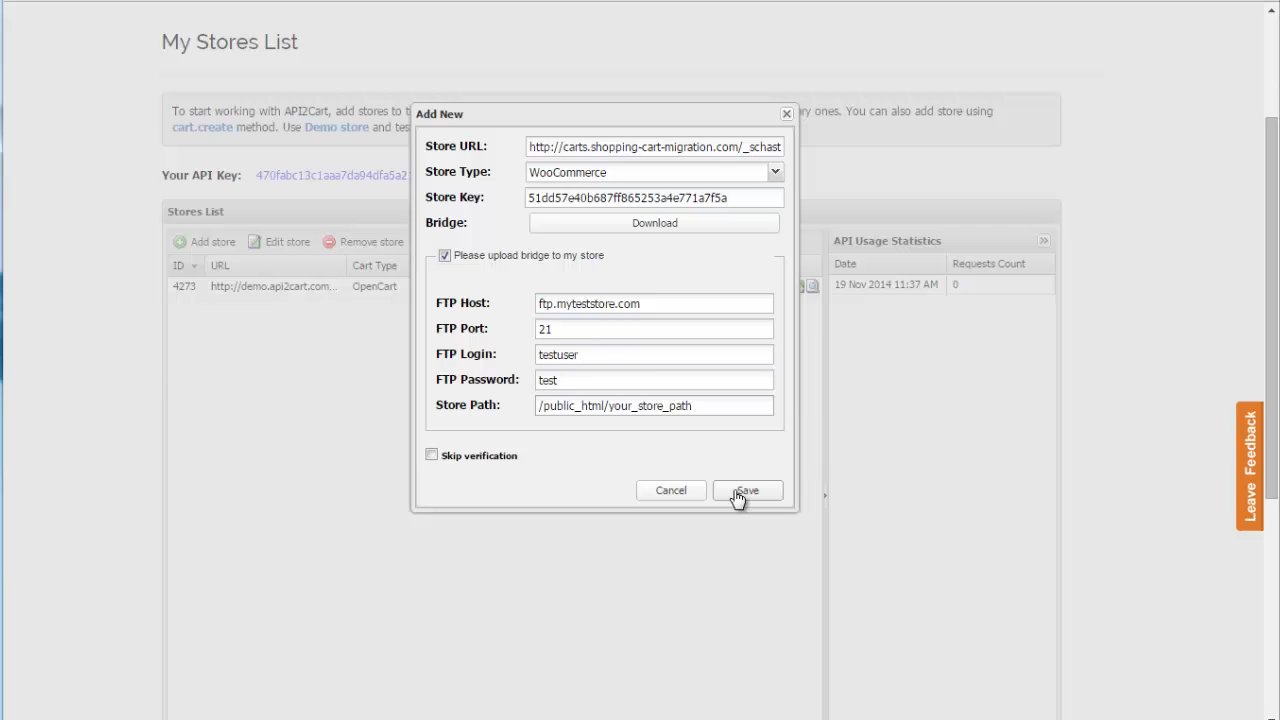 My Stores List
To start working with API2Cart, add stores to t ary ones. You can also add store using
cart.create method. Use Demo store and tes
Your API Key: 470fabc13c1aaa7da94dfa5a2
Add New
Store URL: http://carts.shopping-cart-migration.com/_schast
Store Type: WooCommerce
Store Key: 51dd57e40b687ff865253a4e771a7f5a
Bridge: Download
Please upload bridge to my store
FTP Host: ftp.myteststore.com
FTP Port: 21
FTP Login: testuser
FTP Password: test
Store Path: /public_html/your_store_path
Skip verification
Cancel Save
Stores List
Add store Edit store Remove store
ID URL Cart Type
4273 http://demo.api2cart.com... OpenCart
API Usage Statistics
Date Requests Count
19 Nov 2014 11:37 AM 0
Leave Feedback